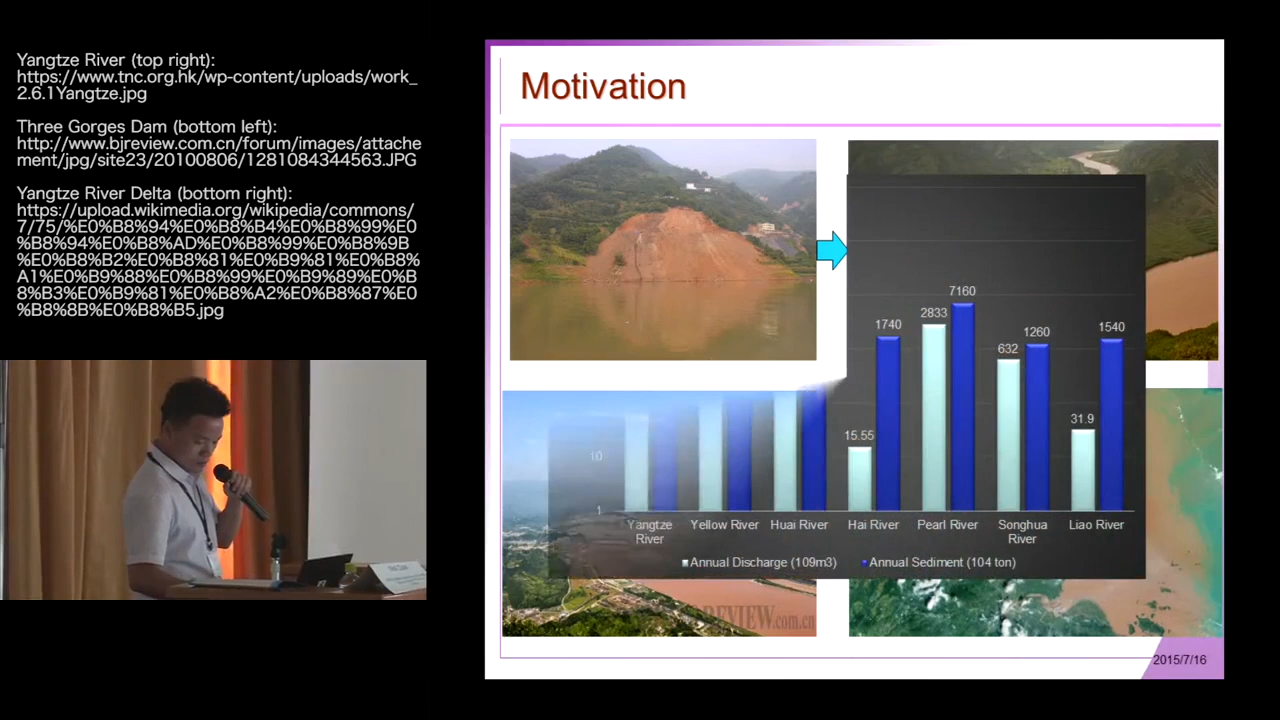 Yangtze River (top right):
https://www.tnc.org.hk/wp-content/uploads/work_
2.6.1Yangtze.jpg
Three Gorges Dam (bottom left):
http://www.bjreview.com.cn/forum/images/attache
ment/jpg/site23/20100806/1281084344563.JPG
Yangtze River Delta (bottom right):
https://upload.wikimedia.org/wikipedia/commons/
7/75/%E0%B8%94%E0%B8%B4%E0%B8%99%E0
%B8%94%E0%B8%AD%E0%B8%99%E0%B8%9B
%E0%B8%B2%E0%B8%81%E0%B9%81%E0%B8%
A1%E0%B9%88%E0%B8%99%E0%B9%89%E0%B
8%B3%E0%B9%81%E0%B8%A2%E0%B8%87%E0
%B8%8B%E0%B8%B5.jpg
Motivation
7160
2833
1740
1540
1260
632
31.9
15.55
10
1
Yangtze River
Yellow River
Huai River
Hai River
Pearl River
Songhua River
Liao River
Annual Discharge (109m3)
Annual Sediment (104 ton)
REVIEW.com.cn
2015/7/16